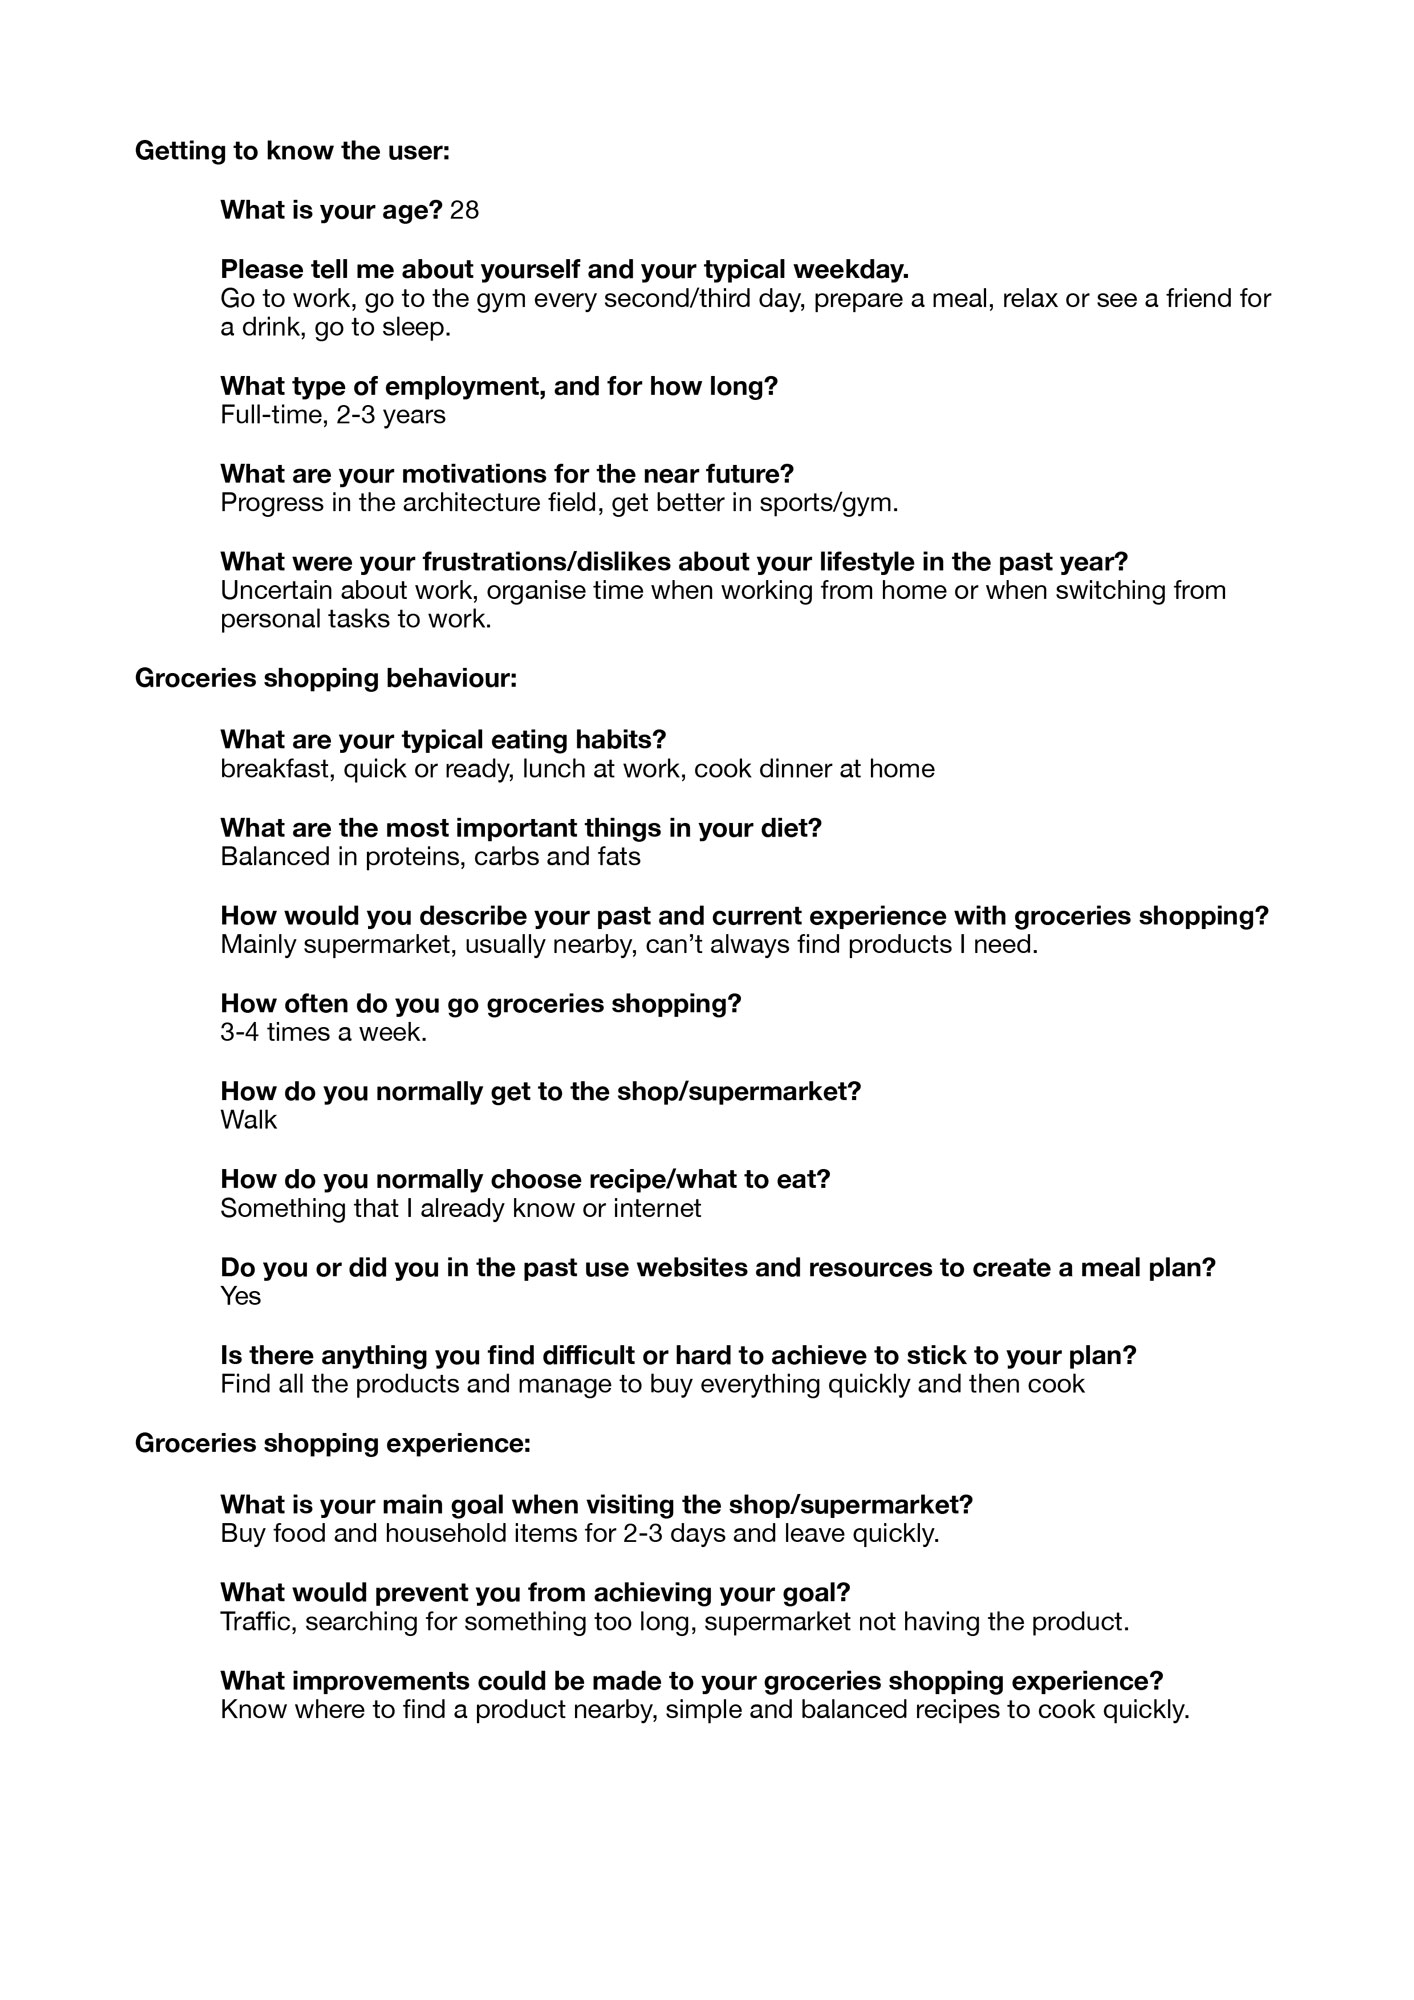 Getting to know the user:
What is your age? 28
Please tell me about yourself and your typical weekday.
Go to work, go to the gym every second/third day, prepare a meal, relax or see a friend for
a drink, go to sleep.
What type of employment, and for how long?
Full-time, 2-3 years
What are your motivations for the near future?
Progress in the architecture field, get better in sports/gym.
What were your frustrations/dislikes about your lifestyle in the past year?
Uncertain about work, organise time when working from home or when switching from
personal tasks to work.
Groceries shopping behaviour:
What are your typical eating habits?
breakfast, quick or ready, lunch at work, cook dinner at home
What are the most important things in your diet?
Balanced in proteins, carbs and fats
How would you describe your past and current experience with groceries shopping?
Mainly supermarket, usually nearby, can’t always find products I need.
How often do you go groceries shopping?
3-4 times a week.
How do you normally get to the shop/supermarket?
Walk
How do you normally choose recipe/what to eat?
Something that I already know or internet
Do you or did you in the past use websites and resources to create a meal plan?
Yes
Is there anything you find difficult or hard to achieve to stick to your plan?
Find all the products and manage to buy everything quickly and then cook
Groceries shopping experience:
What is your main goal when visiting the shop/supermarket?
Buy food and household items for 2-3 days and leave quickly.
What would prevent you from achieving your goal?
Traffic, searching for something too long, supermarket not having the product.
What improvements could be made to your groceries shopping experience?
Know where to find a product nearby, simple and balanced recipes to cook quickly.